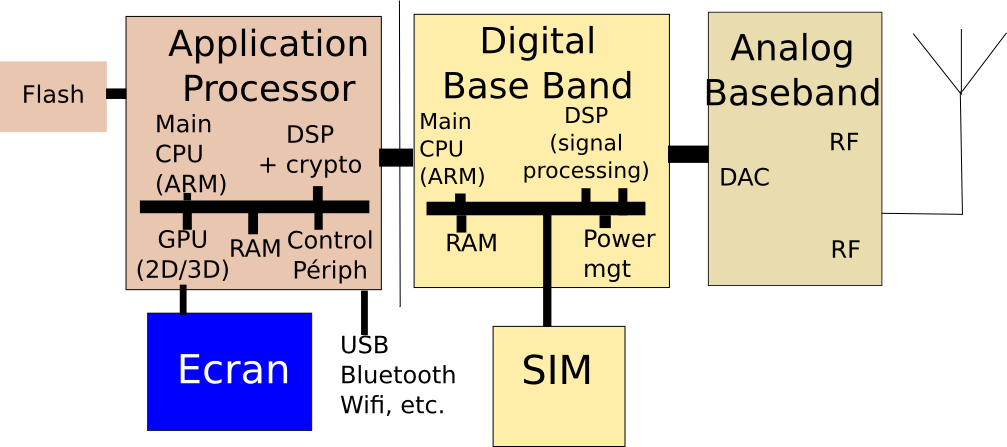 Flash
Application
Processor
Main
CPU
(ARM)
DSP
+ crypto
GPU
(2D/3D)
RAM
Control
Périph
Ecran
USB
Bluetooth
Wifi, etc.
Digital
Base Band
Main
CPU
(ARM)
DSP
(signal
processing)
RAM
Power
mgt
SIM
Analog
Baseband
RF
DAC
RF